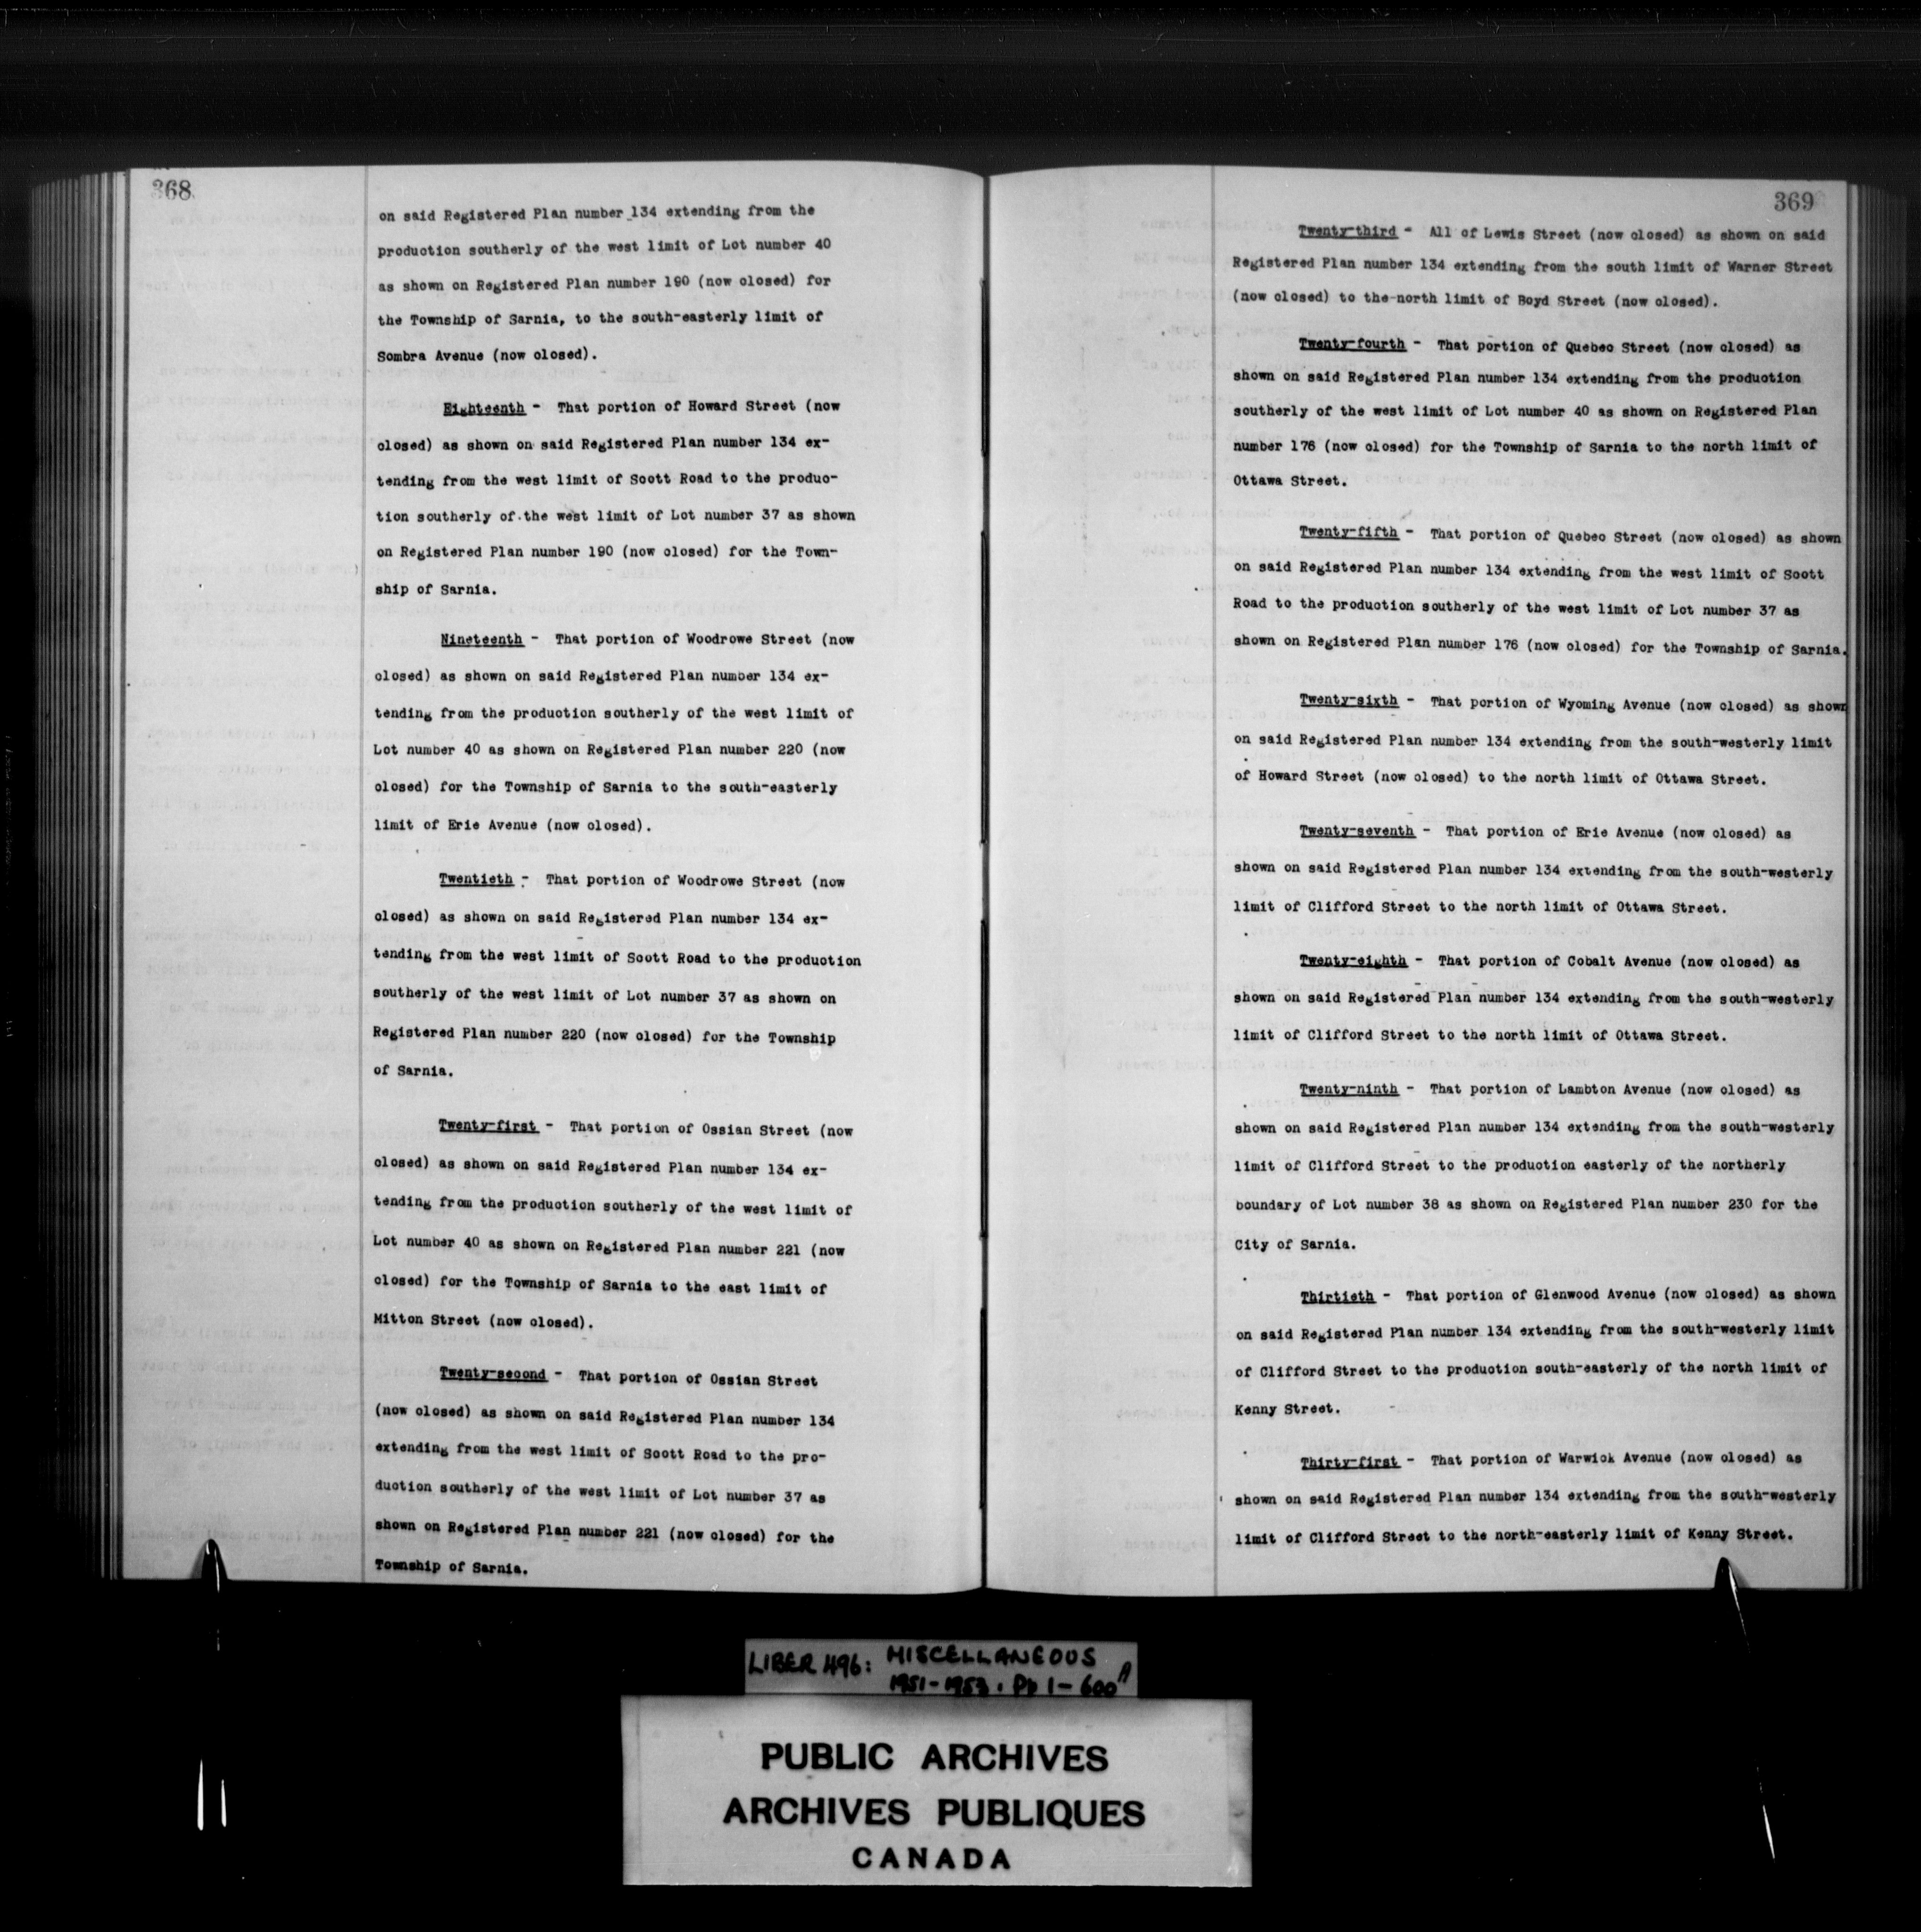 368
on said Registered Plan number 134 extending from the
production southerly of the west limit of Lot number 40
as shown on Registered Plan number 190 (now closed) for
the Township of Sarnia, to the south-easterly limit of
Sombra Avenue (now closed).
Eighteenth - That portion of Howard Street (now
closed) as shown on said Registered Plan number 134 ex-
tending from the west limit of Scott Road to the produc-
tion southerly of the west limit of Lot number 37 as shown
on Registered Plan number 190 (now closed) for the Town-
ship of Sarnia.
Nineteenth - That portion of Woodrowe Street (now
closed) as shown on said Registered Plan number 134 ex-
tending from the production southerly of the west limit of
Lot number 40 as shown on Registered Plan number 220 (now
closed) for the Township of Sarnia to the south-easterly
limit of Erie Avenue (now closed).
Twentieth - That portion of Woodrowe Street (now
closed) as shown on said Registered Plan number 134 ex-
tending from the west limit of Scott Road to the production
southerly of the west limit of Lot number 37 as shown on
Registered Plan number 220 (now closed) for the Township
of Sarnia.
Twenty-first - That portion of Ossian Street (now
closed) as shown on said Registered Plan number 134 ex-
tending from the production southerly of the west limit of
Lot number 40 as shown on Registered Plan number 221 (now
closed) for the Township of Sarnia to the east limit of
Mitton Street (now closed).
Twenty-second - That portion of Ossian Street
(now closed) as shown on said Registered Plan number 134
extending from the west limit of Scott Road to the pro-
duction southerly of the west limit of Lot number 37 as
shown on Registered Plan number 221 (now closed) for the
Township of Sarnia.
369
Twenty-third - All of Lewis Street (now closed) as shown on said
Registered Plan number 134 extending from the south limit of Warner Street
(now closed) to the north limit of Boyd Street (now closed).
Twenty-fourth - That portion of Quebec Street (now closed) as
shown on said Registered Plan number 134 extending from the production
southerly of the west limit of Lot number 40 as shown on Registered Plan
number 176 (now closed) for the Township of Sarnia to the north limit of
Ottawa Street.
Twenty-fifth - That portion of Quebec Street (now closed) as shown
on said Registered Plan number 134 extending from the west limit of Scott
Road to the production southerly of the west limit of Lot number 37 as
shown on Registered Plan number 176 (now closed) for the Township of Sarnia.
Twenty-sixth - That portion of Wyoming Avenue (now closed) as shown
on said Registered Plan number 134 extending from the south-westerly limit
of Howard Street (now closed) to the north limit of Ottawa Street.
Twenty-seventh - That portion of Erie Avenue (now closed) as
shown on said Registered Plan number 134 extending from the south-westerly
limit of Clifford Street to the north limit of Ottawa Street.
Twenty-eighth - That portion of Cobalt Avenue (now closed) as
shown on said Registered Plan number 134 extending from the south-westerly
limit of Clifford Street to the north limit of Ottawa Street.
Twenty-ninth - That portion of Lambton Avenue (now closed) as
shown on said Registered Plan number 134 extending from the south-westerly
limit of Clifford Street to the production easterly of the northerly
boundary of Lot number 38 as shown on Registered Plan number 230 for the
City of Sarnia.
Thirtieth - That portion of Glenwood Avenue (now closed) as shown
on said Registered Plan number 134 extending from the south-westerly limit
of Clifford Street to the production south-easterly of the north limit of
Kenny Street.
Thirty-first - That portion of Warwick Avenue (now closed) as
shown on said Registered Plan number 134 extending from the south-westerly
limit of Clifford Street to the north-easterly limit of Kenny Street.
LIBER 496: MISCELLANEOUS
1951-1953. Pp 1-600A
PUBLIC ARCHIVES
ARCHIVES PUBLIQUES
CANADA